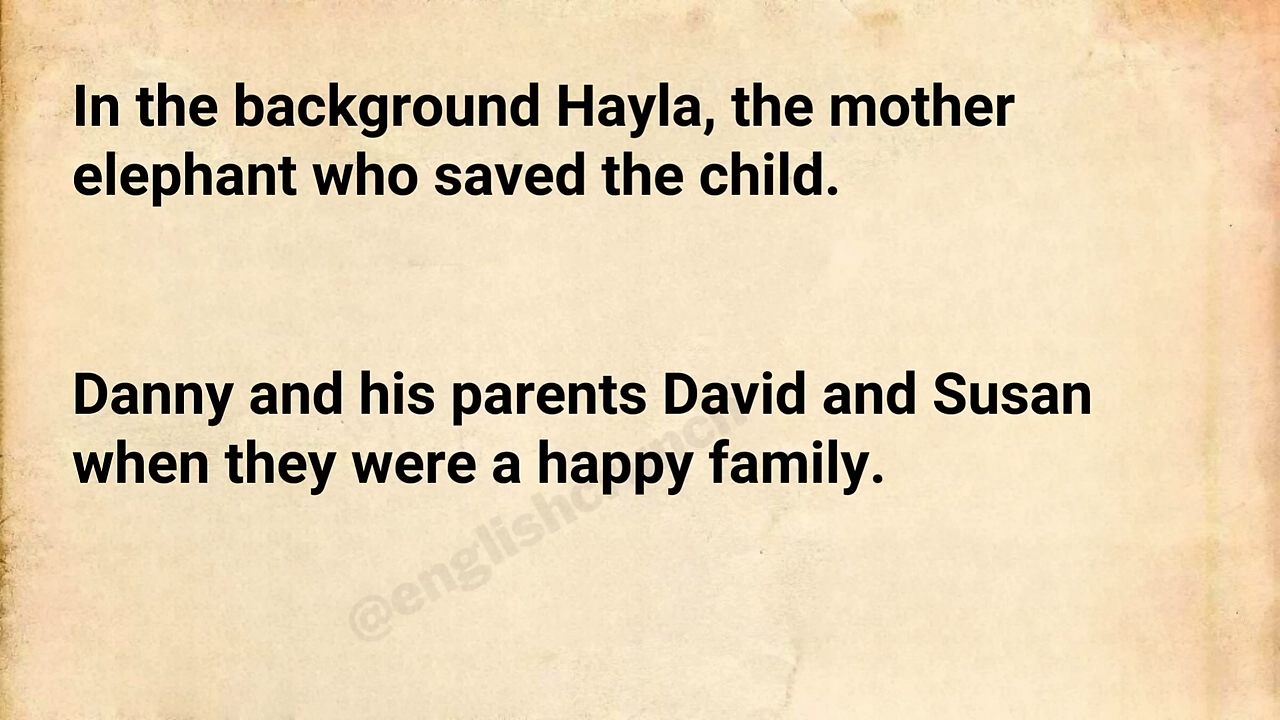 In the background Hayla, the mother
elephant who saved the child.
Danny and his parents David and Susan
when they were a happy family.